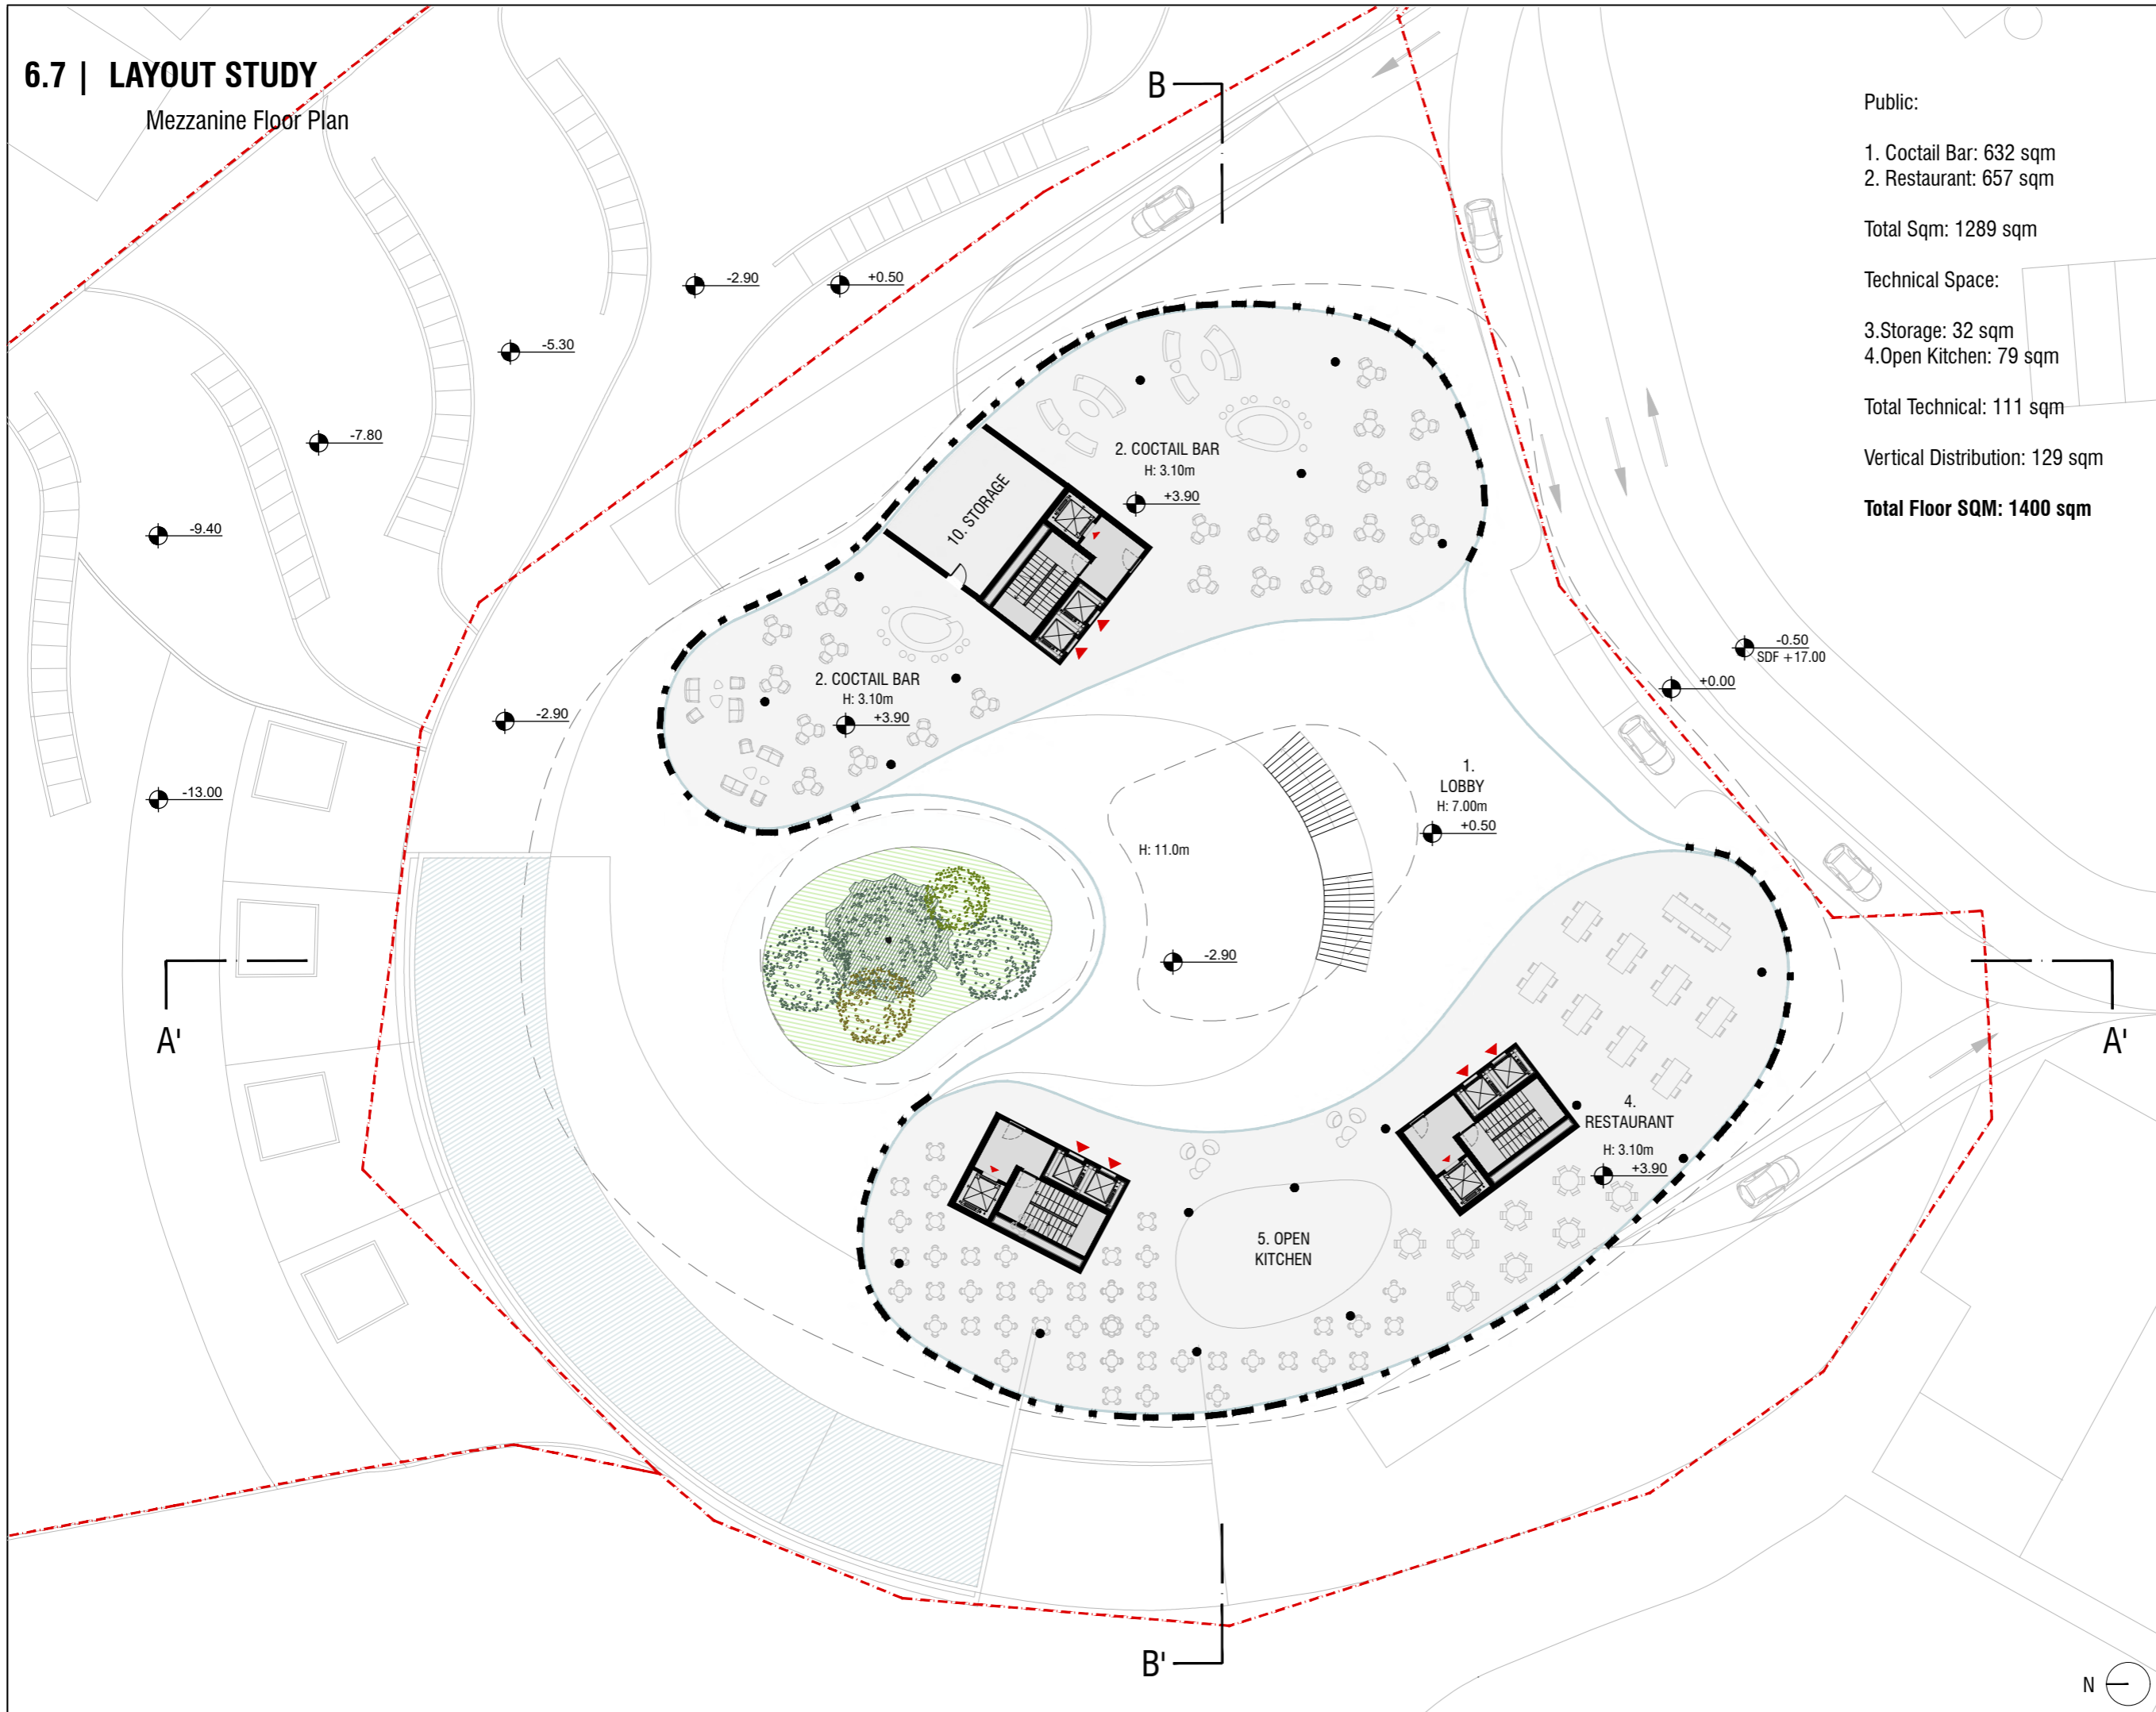 6.7 | LAYOUT STUDY
Mezzanine Floor Plan
Public:
1. Coctail Bar: 632 sqm
2. Restaurant: 657 sqm
Total Sqm: 1289 sqm
Technical Space:
3.Storage: 32 sqm
4.Open Kitchen: 79 sqm
Total Technical: 111 sqm
Vertical Distribution: 129 sqm
Total Floor SQM: 1400 sqm
B
-2.90
+0.50
-5.30
-7.80
-9.40
2. COCTAIL BAR
H: 3.10m
+3.90
10. STORAGE
-0.50
SDF +17.00
+0.00
2. COCTAIL BAR
H: 3.10m
+3.90
-2.90
-13.00
1.
LOBBY
H: 7.00m
+0.50
H: 11.0m
-2.90
A'
A'
4.
RESTAURANT
H: 3.10m
+3.90
5. OPEN
KITCHEN
B'
N